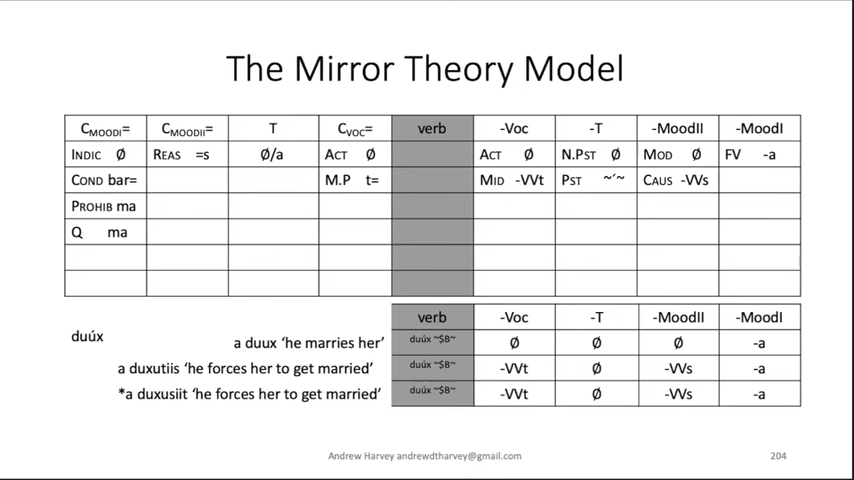 The Mirror Theory Model
CMOODI= CMOODII= T CVOC= verb -Voc -T -MoodII -MoodI
INDIC Ø REAS =s Ø/a ACT Ø ACT Ø N.PST Ø MOD Ø FV -a
COND bar= M.P t= MID -VVt PST ~´~ CAUS -VVs
PROHIB ma
Q ma
verb -Voc -T -MoodII -MoodI
duúx
a duux ‘he marries her’ duúx ~$B~ Ø Ø Ø -a
a duxutiis ‘he forces her to get married’ duúx ~$B~ -VVt Ø -VVs -a
*a duxusiit ‘he forces her to get married’ duúx ~$B~ -VVt Ø -VVs -a
Andrew Harvey andrewdtharvey@gmail.com 204